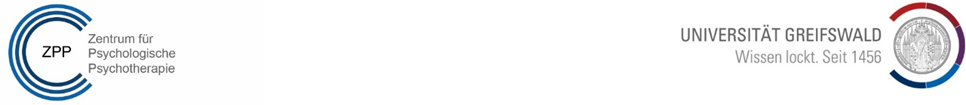 ZPP
Zentrum für
Psychologische
Psychotherapie
UNIVERSITÄT GREIFSWALD
Wissen lockt. Seit 1456